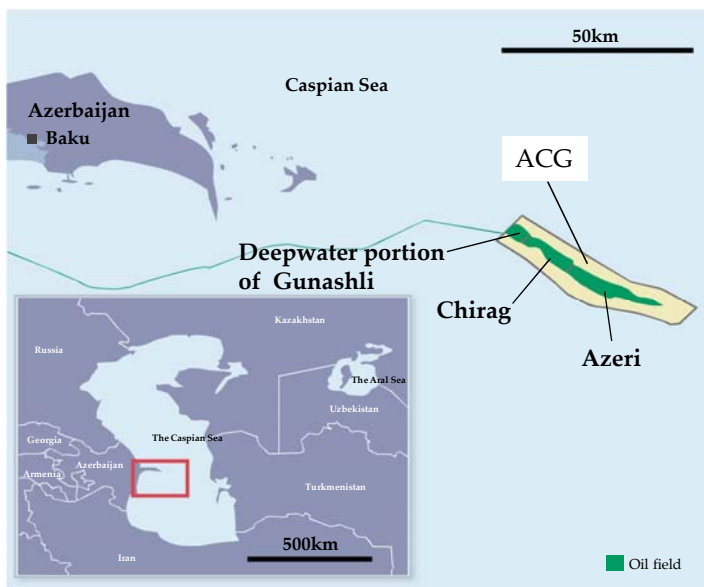 50km
Caspian Sea
Azerbaijan
Baku
ACG
Deepwater portion
of Gunashli
Chirag
Azeri
Kazakhstan
Russia
The Aral Sea
Uzbekistan
The Caspian Sea
Georgia
Azerbaijan
Armenia
Turkmenistan
Iran
500km
Oil field